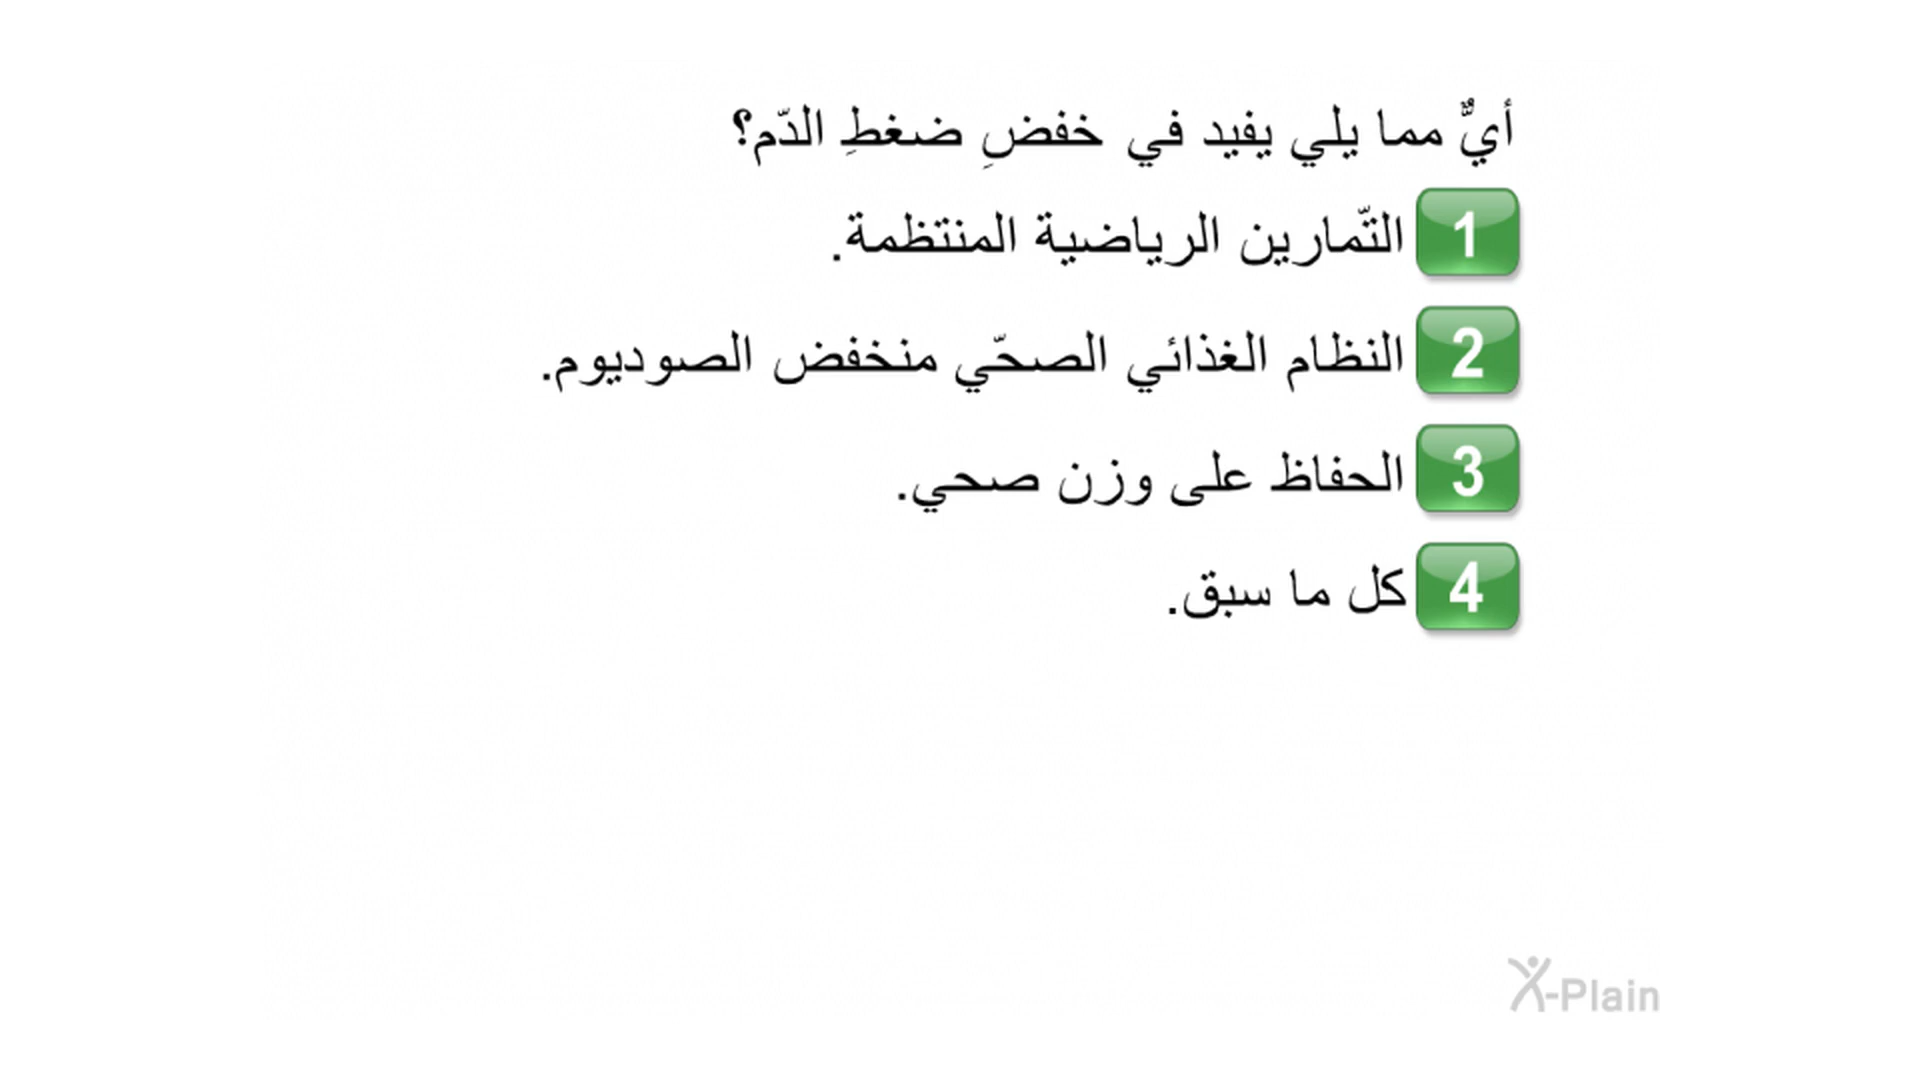 أيٌّ مما يلي يفيد في خفضِ ضغطِ الدّم؟
1 التّمارين الرياضية المنتظمة.
2 النظام الغذائي الصحّي منخفض الصوديوم.
3 الحفاظ على وزن صحي.
4 كل ما سبق.
X-Plain